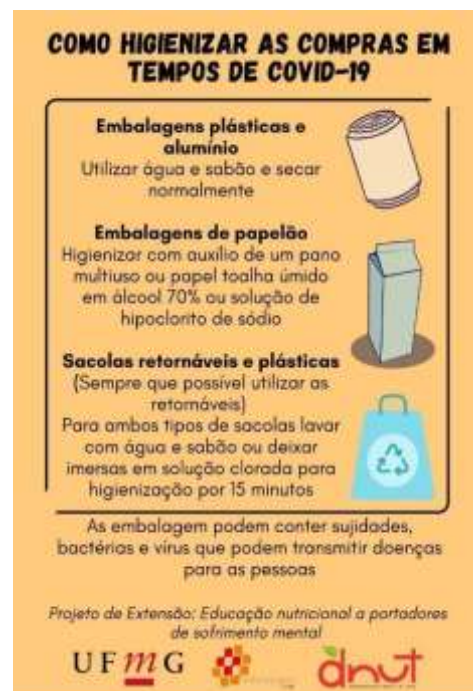 COMO HIGIENIZAR AS COMPRAS EM
TEMPOS DE COVID-19
Embalagens plásticas e
alumínio
Utilizar água e sabão e secar
normalmente
Embalagens de papelão
Higienizar com auxílio de um pano
multiuso ou papel toalha úmido
em álcool 70% ou solução de
hipoclorito de sódio
Sacolas retornáveis e plásticas
(Sempre que possível utilizar as
retornáveis)
Para ambos tipos de sacolas lavar
com água e sabão ou deixar
imersas em solução clorada para
higienização por 15 minutos
As embalagem podem conter sujidades,
bactérias e vírus que podem transmitir doenças
para as pessoas
Projeto de Extensão: Educação nutricional a portadores
de sofrimento mental
UFMG
dnut